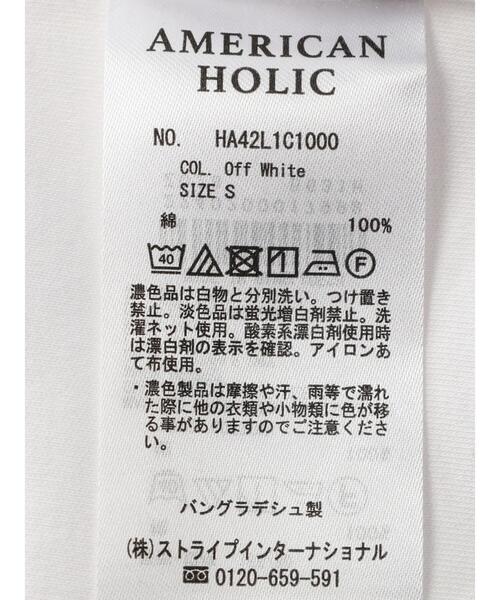 AMERICAN
HOLIC
NO. HA42L1C1000
COL. Off White
SIZE S
綿 100%
40 F
濃色品は白物と分別洗い。つけ置き
禁止。淡色品は蛍光増白剤禁止。洗
濯ネット使用。酸素系漂白剤使用時
は漂白剤の表示を確認。アイロンあ
て布使用。
・濃色製品は摩擦や汗、雨等で濡れ
た際に他の衣類や小物類に色が移
る事がありますのでご注意くださ
い。
バングラデシュ製
(株)ストライプインターナショナル
0120-659-591